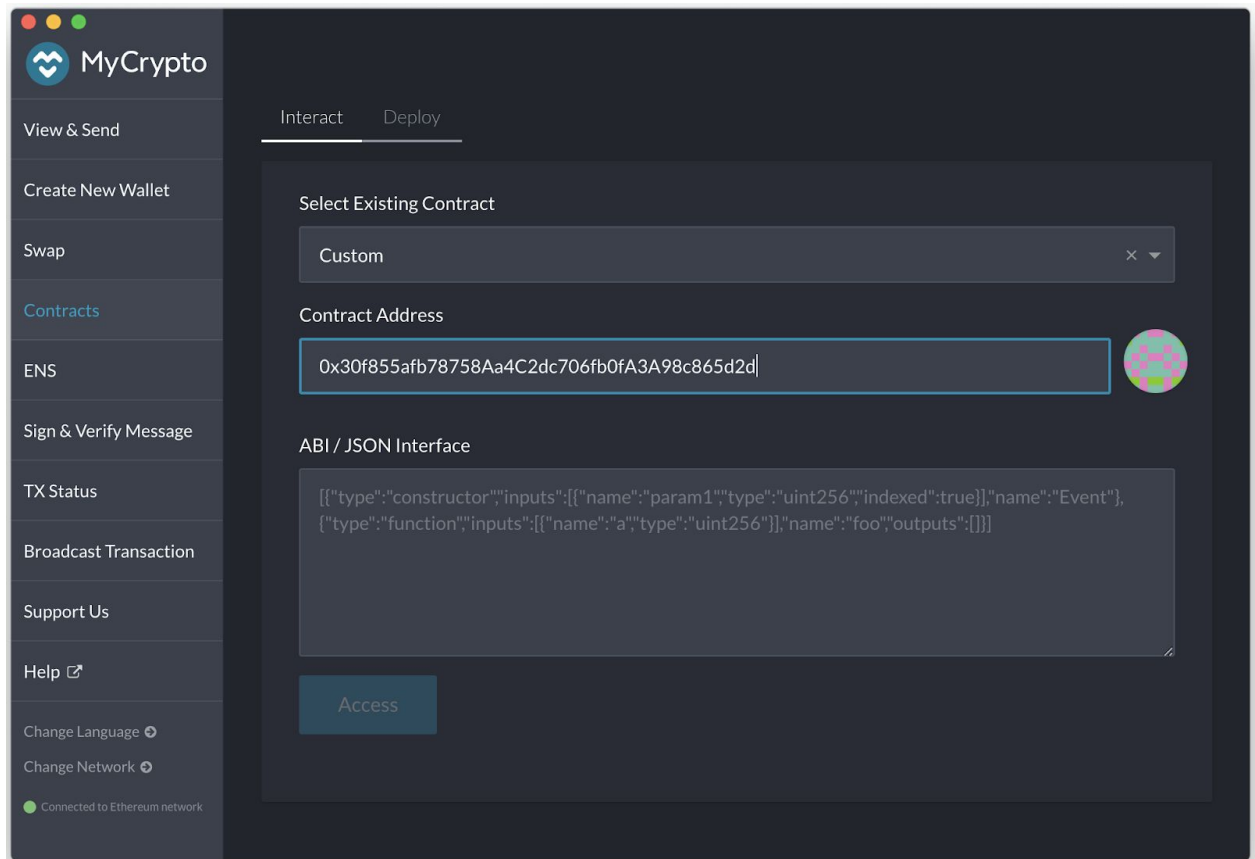 MyCrypto
View & Send
Create New Wallet
Swap
Contracts
ENS
Sign & Verify Message
TX Status
Broadcast Transaction
Support Us
Help
Change Language
Change Network
Connected to Ethereum network
Interact Deploy
Select Existing Contract
Custom
Contract Address
0x30f855afb78758Aa4C2dc706fb0fA3A98c865d2d
ABI / JSON Interface
[{"type":"constructor","inputs":[{"name":"param1","type":"uint256","indexed":true}],"name":"Event"},
{"type":"function","inputs":[{"name":"a","type":"uint256"}],"name":"foo","outputs":[]}]
Access